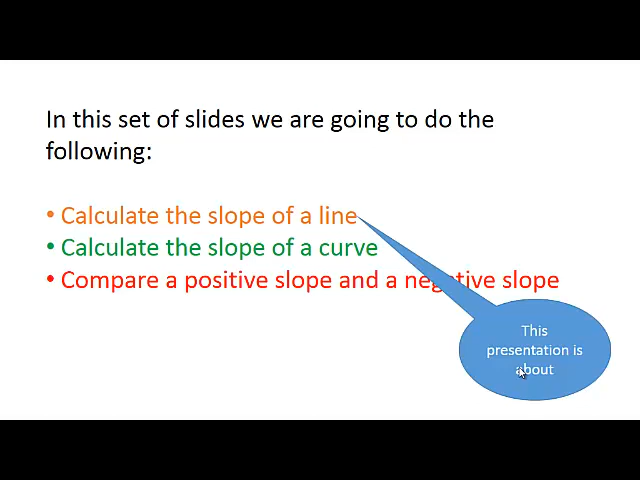 In this set of slides we are going to do the
following:
• Calculate the slope of a line
• Calculate the slope of a curve
• Compare a positive slope and a negative slope
This
presentation is
about